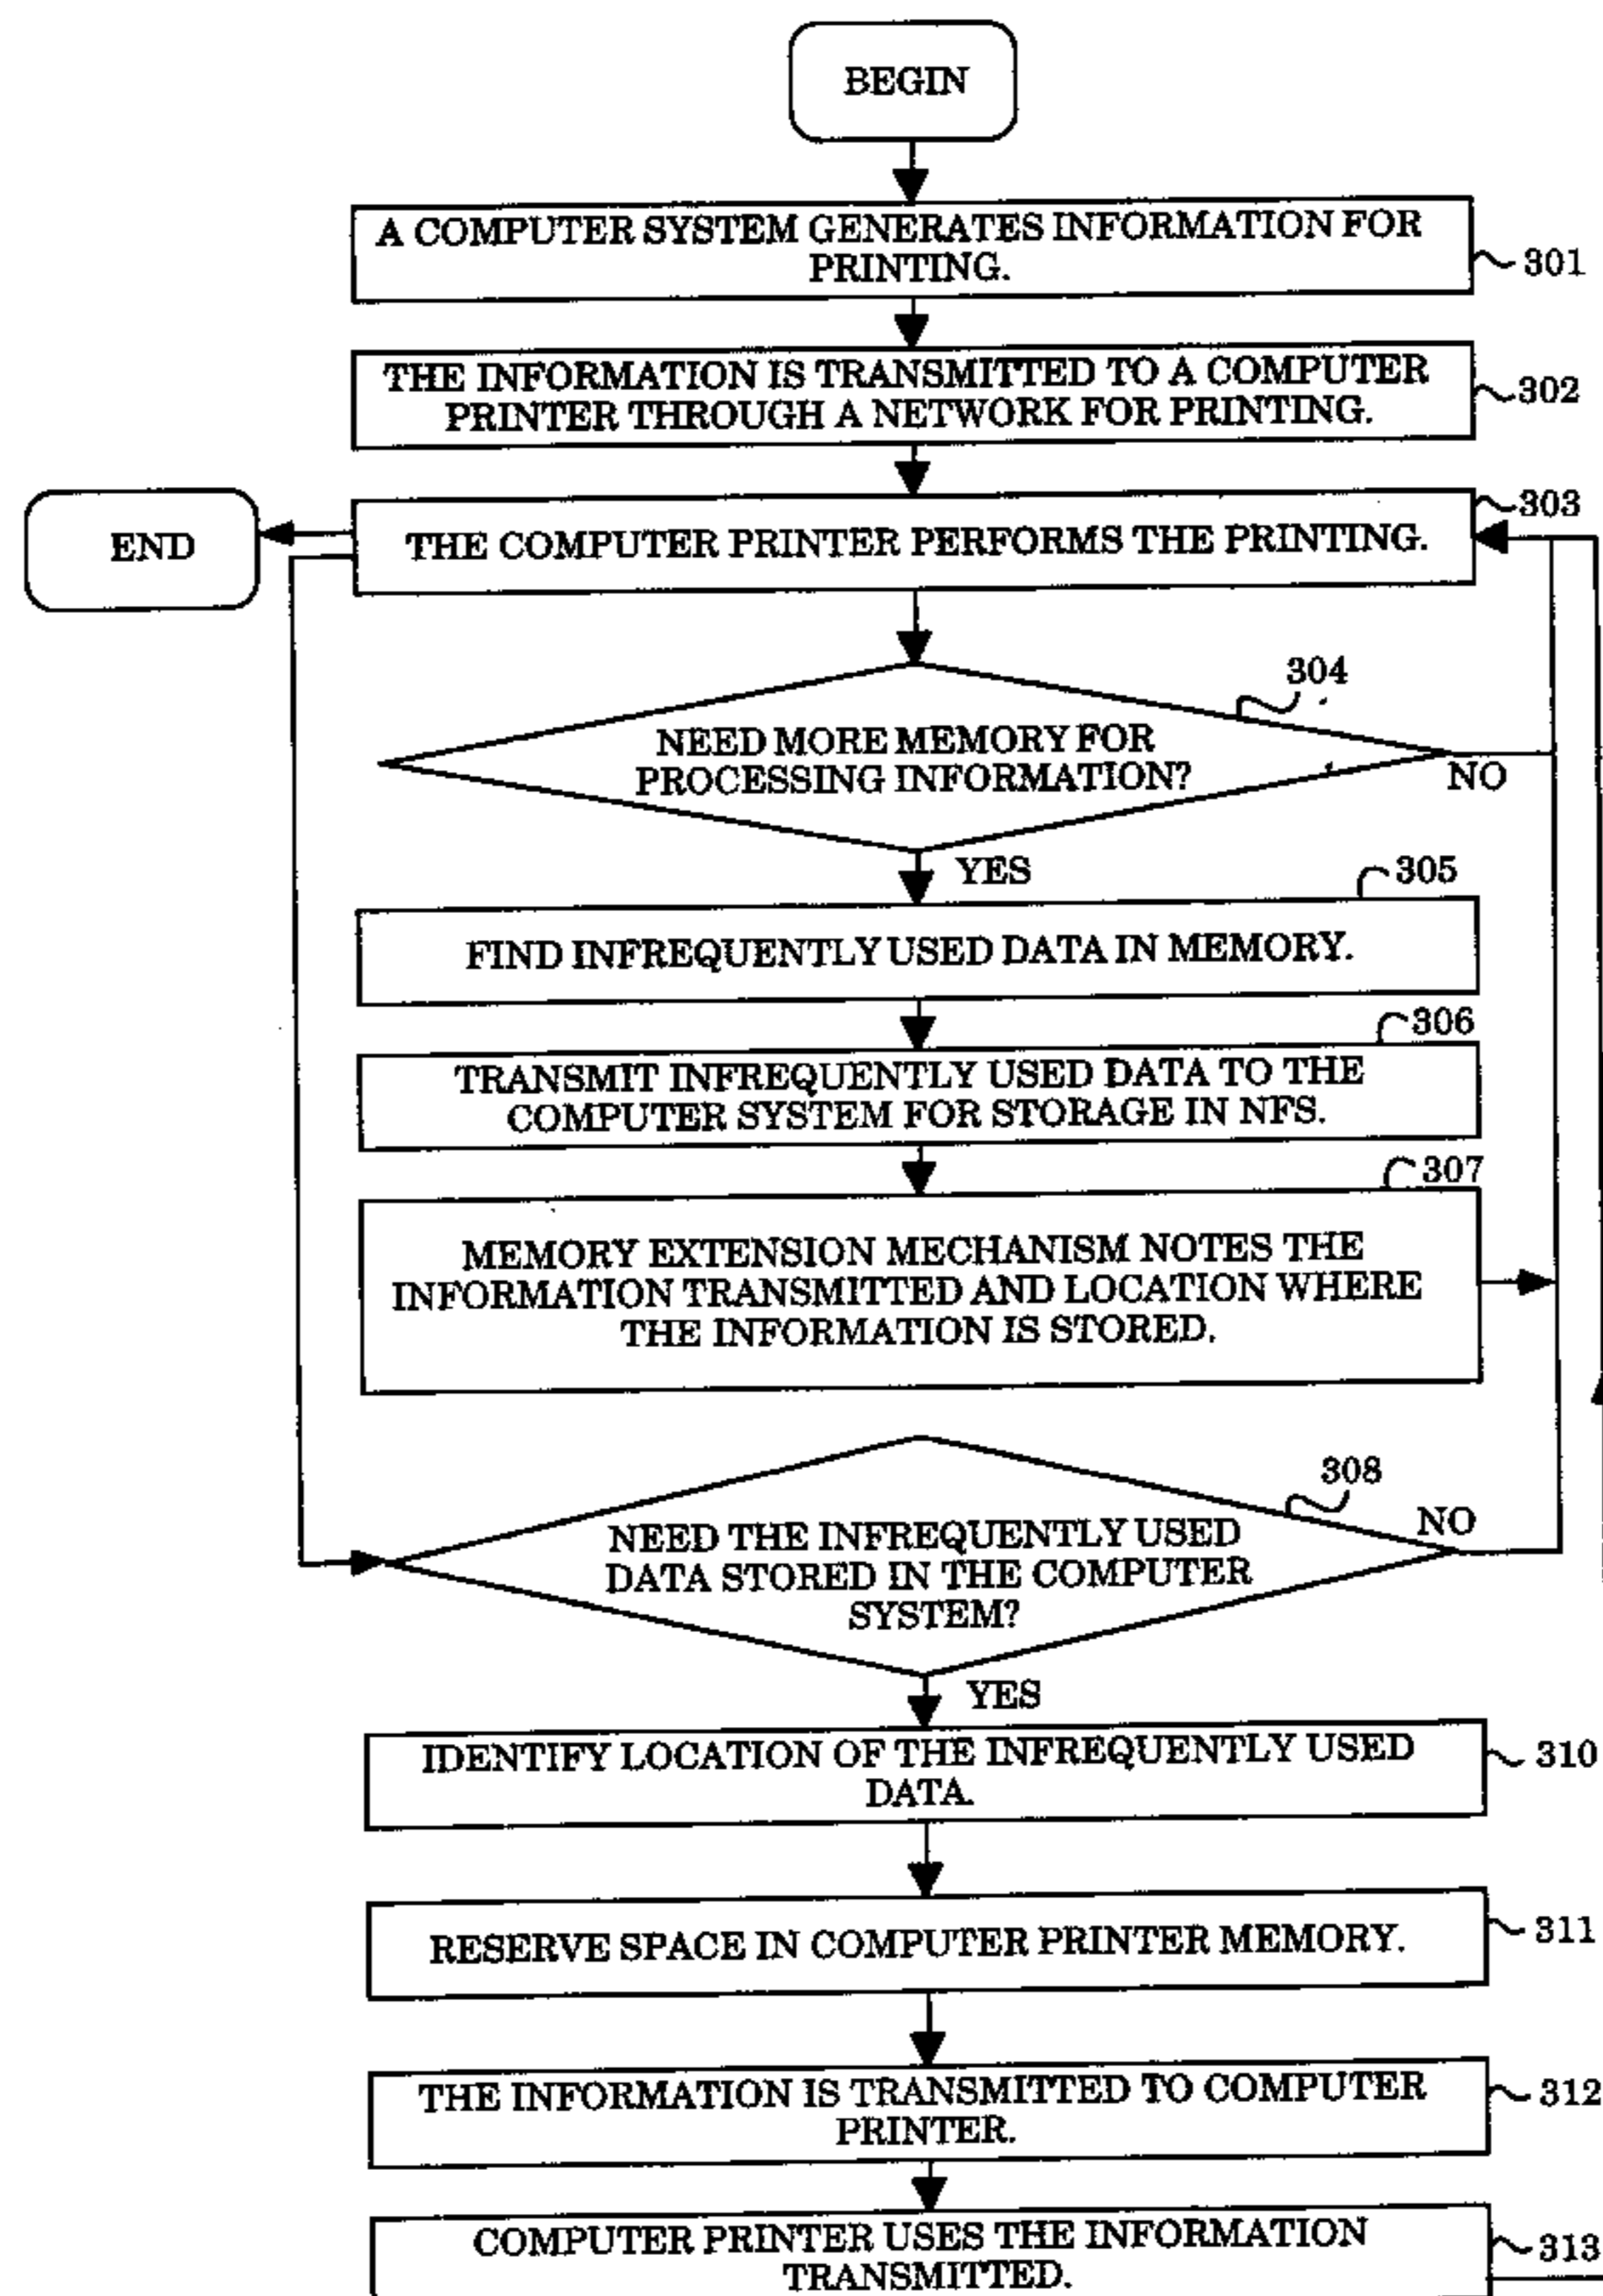 BEGIN
A COMPUTER SYSTEM GENERATES INFORMATION FOR
PRINTING.
301
THE INFORMATION IS TRANSMITTED TO A COMPUTER
PRINTER THROUGH A NETWORK FOR PRINTING.
302
303
END
THE COMPUTER PRINTER PERFORMS THE PRINTING.
304
NEED MORE MEMORY FOR
PROCESSING INFORMATION?
NO
YES
305
FIND INFREQUENTLY USED DATA IN MEMORY.
306
TRANSMIT INFREQUENTLY USED DATA TO THE
COMPUTER SYSTEM FOR STORAGE IN NFS.
307
MEMORY EXTENSION MECHANISM NOTES THE
INFORMATION TRANSMITTED AND LOCATION WHERE
THE INFORMATION IS STORED.
308
NO
NEED THE INFREQUENTLY USED
DATA STORED IN THE COMPUTER
SYSTEM?
YES
IDENTIFY LOCATION OF THE INFREQUENTLY USED
DATA.
310
RESERVE SPACE IN COMPUTER PRINTER MEMORY.
311
THE INFORMATION IS TRANSMITTED TO COMPUTER
PRINTER.
312
COMPUTER PRINTER USES THE INFORMATION
TRANSMITTED.
313